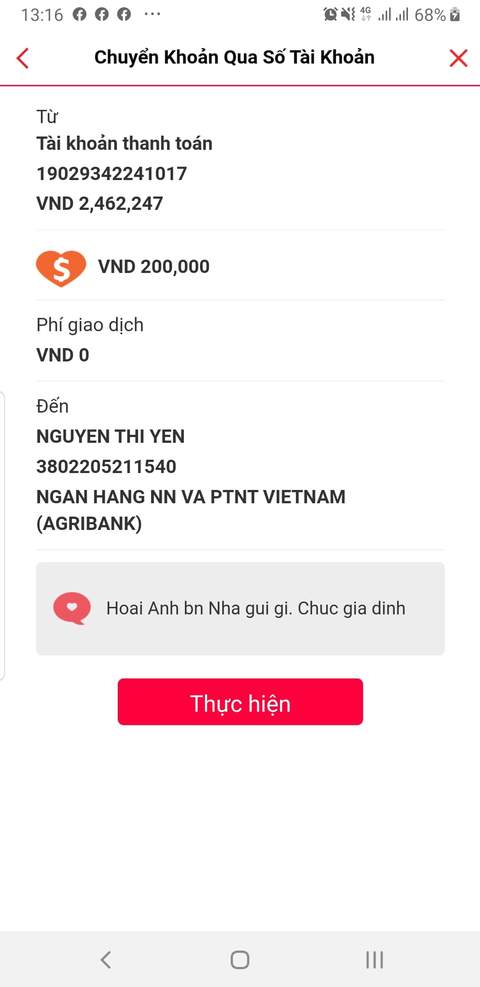 13:16 4G 68%
Chuyển Khoản Qua Số Tài Khoản
Từ
Tài khoản thanh toán
19029342241017
VND 2,462,247
$ VND 200,000
Phí giao dịch
VND 0
Đến
NGUYEN THI YEN
3802205211540
NGAN HANG NN VA PTNT VIETNAM
(AGRIBANK)
Hoai Anh bn Nha gui gi. Chuc gia dinh
Thực hiện